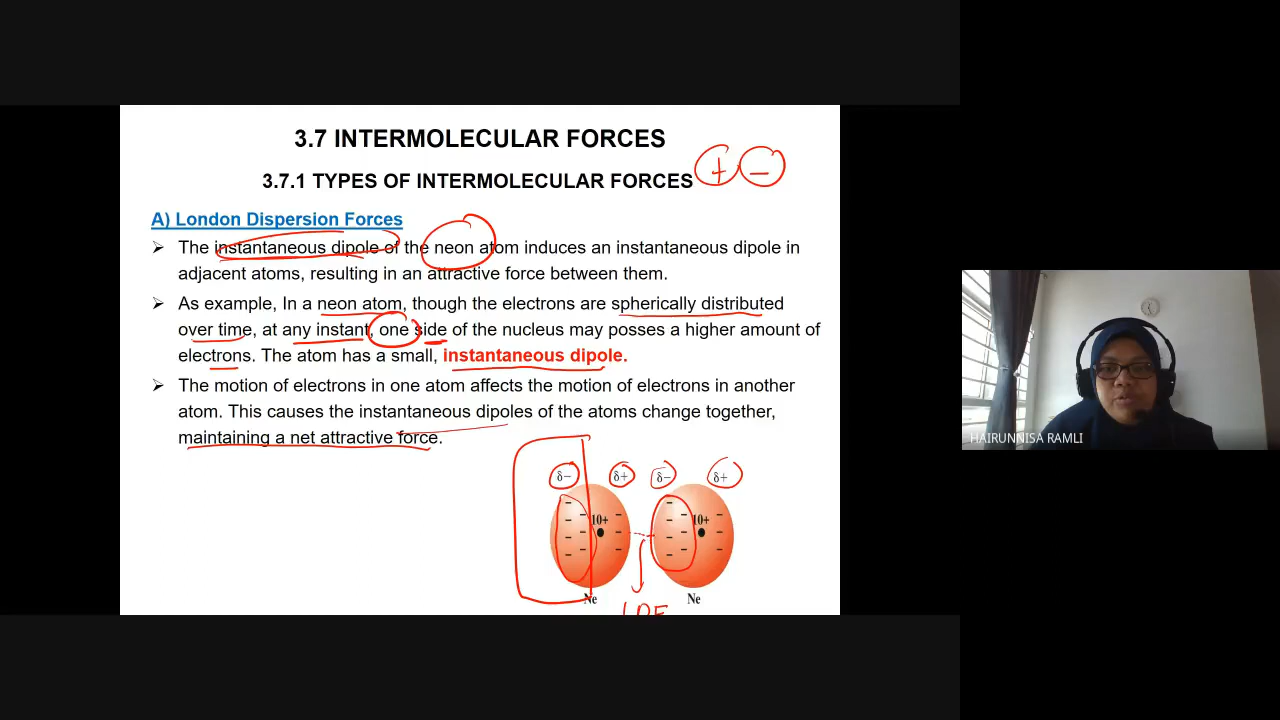 3.7 INTERMOLECULAR FORCES
3.7.1 TYPES OF INTERMOLECULAR FORCES
+ −
A) London Dispersion Forces
➢ The instantaneous dipole of the neon atom induces an instantaneous dipole in
adjacent atoms, resulting in an attractive force between them.
➢ As example, In a neon atom, though the electrons are spherically distributed
over time, at any instant, one side of the nucleus may posses a higher amount of
electrons. The atom has a small, instantaneous dipole.
➢ The motion of electrons in one atom affects the motion of electrons in another
atom. This causes the instantaneous dipoles of the atoms change together,
maintaining a net attractive force.
δ− δ+ δ− δ+
10+ 10+
Ne Ne
LDF
HAIRUNNISA RAMLI